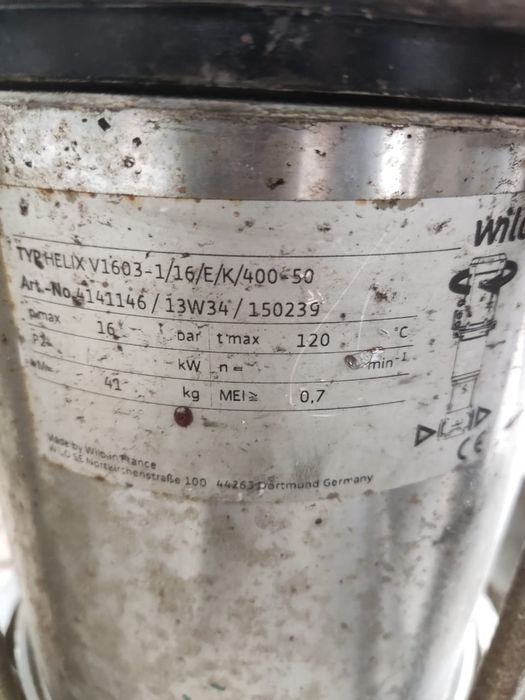 wilo
TYP HELIX V1603-1/16/E/K/400-50
Art.-No. 4141146 / 13W34 / 150239
pmax 16 bar t max 120 °C
P2= kW n = min-1
M= 41 kg MEI≥ 0,7
Made by Wilo in France
WILO SE Nortkirchenstraße 100 44263 Dortmund Germany
CE